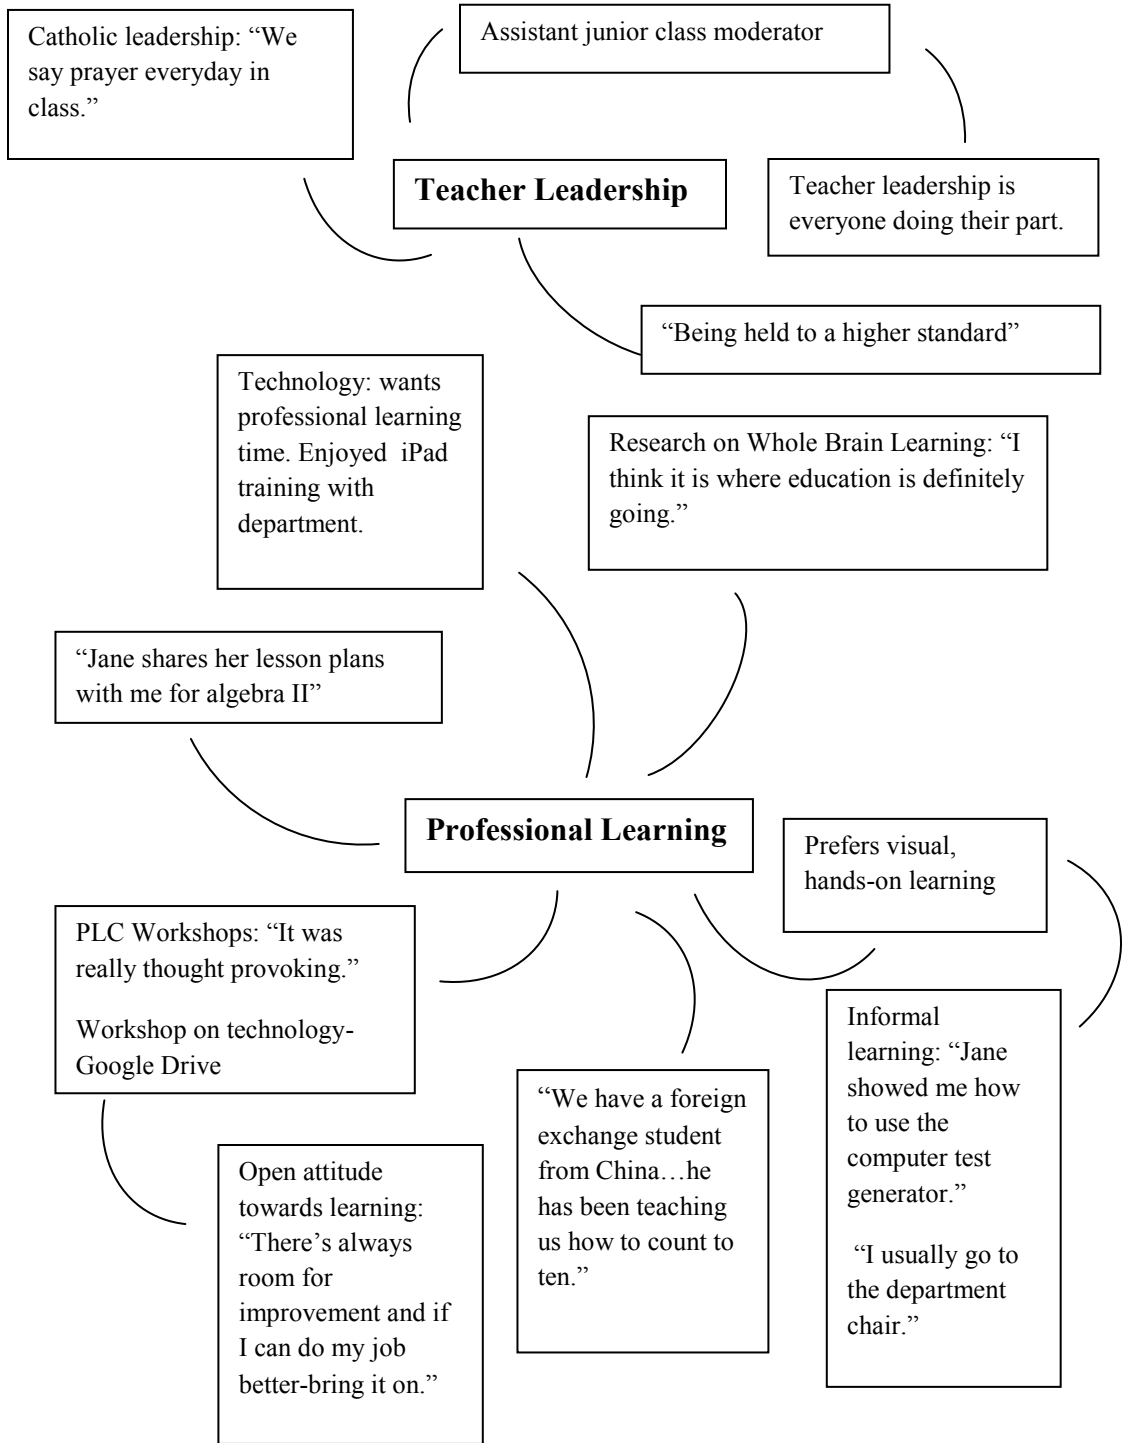 Catholic leadership: “We
say prayer everyday in
class.”
Assistant junior class moderator
Teacher Leadership
Teacher leadership is
everyone doing their part.
“Being held to a higher standard”
Technology: wants
professional learning
time. Enjoyed  iPad
training with
department.
Research on Whole Brain Learning: “I
think it is where education is definitely
going.”
“Jane shares her lesson plans
with me for algebra II”
Professional Learning
Prefers visual,
hands-on learning
PLC Workshops: “It was
really thought provoking.”
Workshop on technology-
Google Drive
Informal
learning: “Jane
showed me how
to use the
computer test
generator.”
“I usually go to
the department
chair.”
“We have a foreign
exchange student
from China…he
has been teaching
us how to count to
ten.”
Open attitude
towards learning:
“There’s always
room for
improvement and if
I can do my job
better-bring it on.”